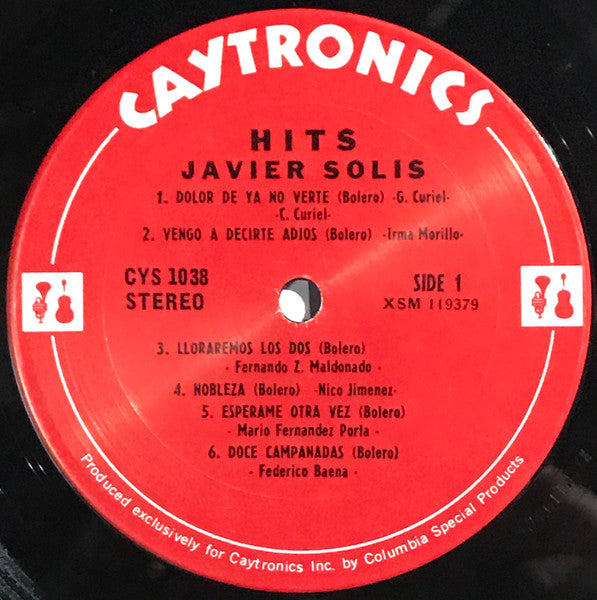 CAYTRONICS
HITS
JAVIER SOLIS
1. DOLOR DE YA NO VERTE (Bolero) -G. Curiel-
-C. Curiel-
2. VENGO A DECIRTE ADIOS (Bolero) -Irma Morillo-
CYS 1038
STEREO
SIDE 1
XSM 119379
3. LLORAREMOS LOS DOS (Bolero)
- Fernando Z. Maldonado -
4. NOBLEZA (Bolero) -Nico Jimenez-
5. ESPERAME OTRA VEZ (Bolero)
- Mario Fernandez Porla -
6. DOCE CAMPANADAS (Bolero)
- Federico Baena -
Produced exclusively for Caytronics Inc. by Columbia Special Products